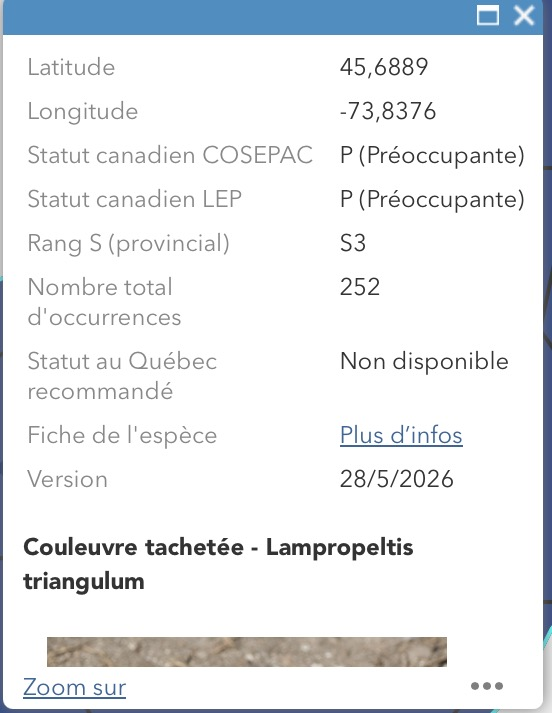 Latitude 45,6889
Longitude -73,8376
Statut canadien COSEPAC P (Préoccupante)
Statut canadien LEP P (Préoccupante)
Rang S (provincial) S3
Nombre total 252
d'occurrences
Statut au Québec Non disponible
recommandé
Fiche de l'espèce Plus d’infos
Version 28/5/2026
Couleuvre tachetée - Lampropeltis
triangulum
Zoom sur